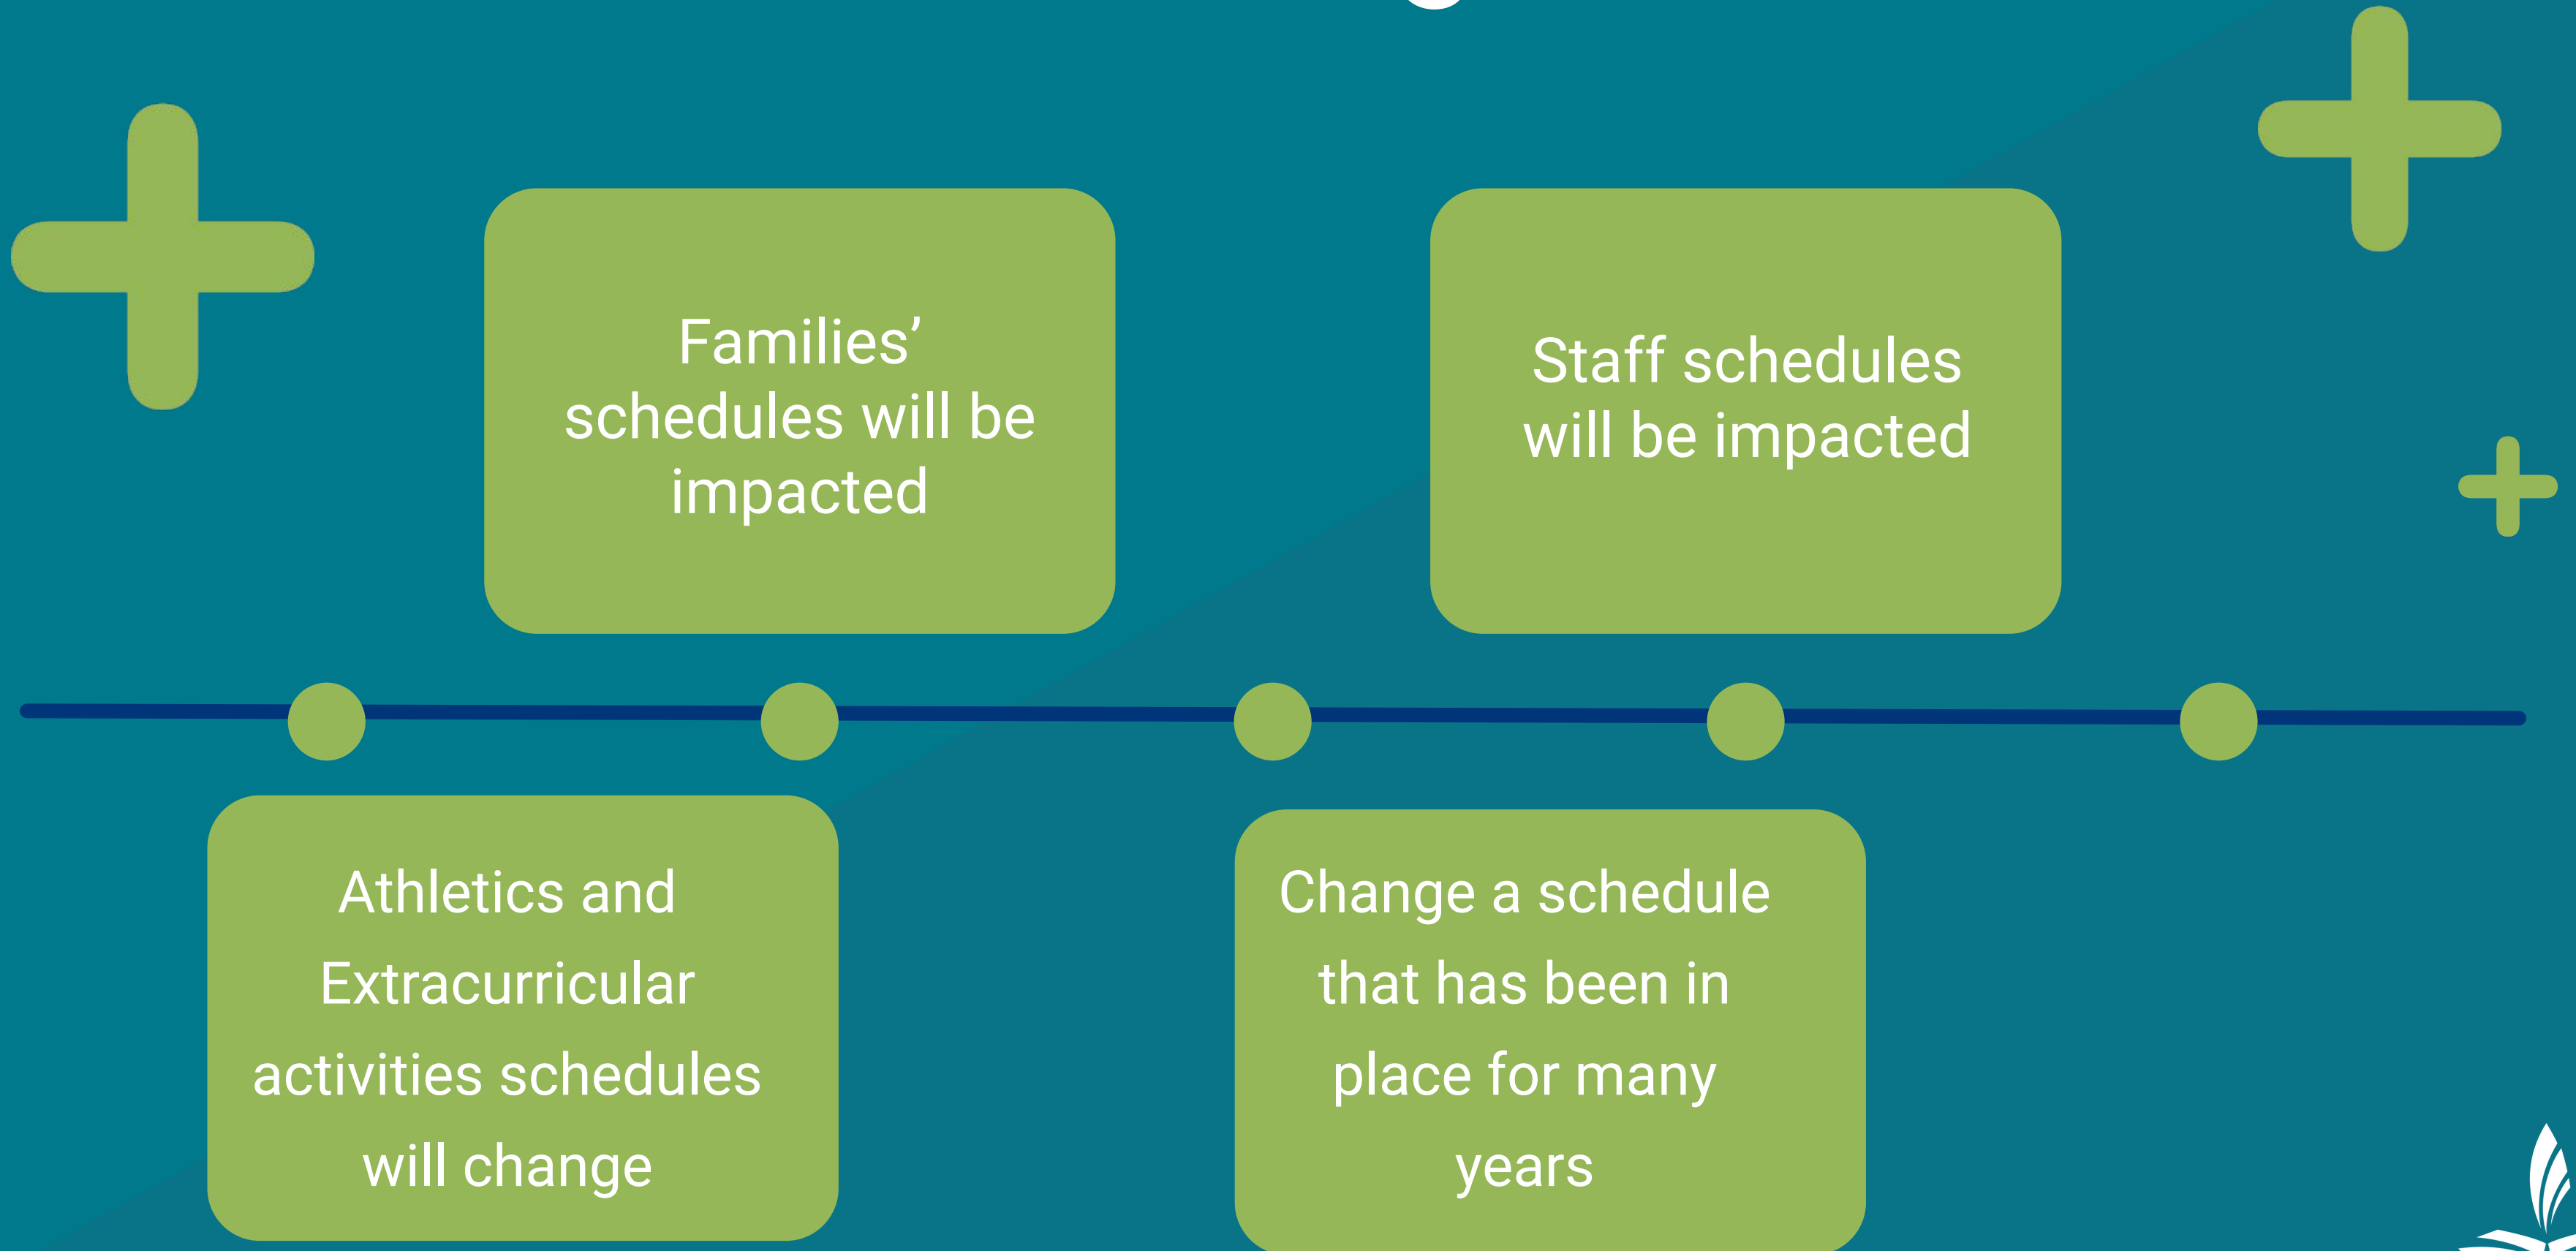 Families’
schedules will be
impacted
Staff schedules
will be impacted
Athletics and
Extracurricular
activities schedules
will change
Change a schedule
that has been in
place for many
years